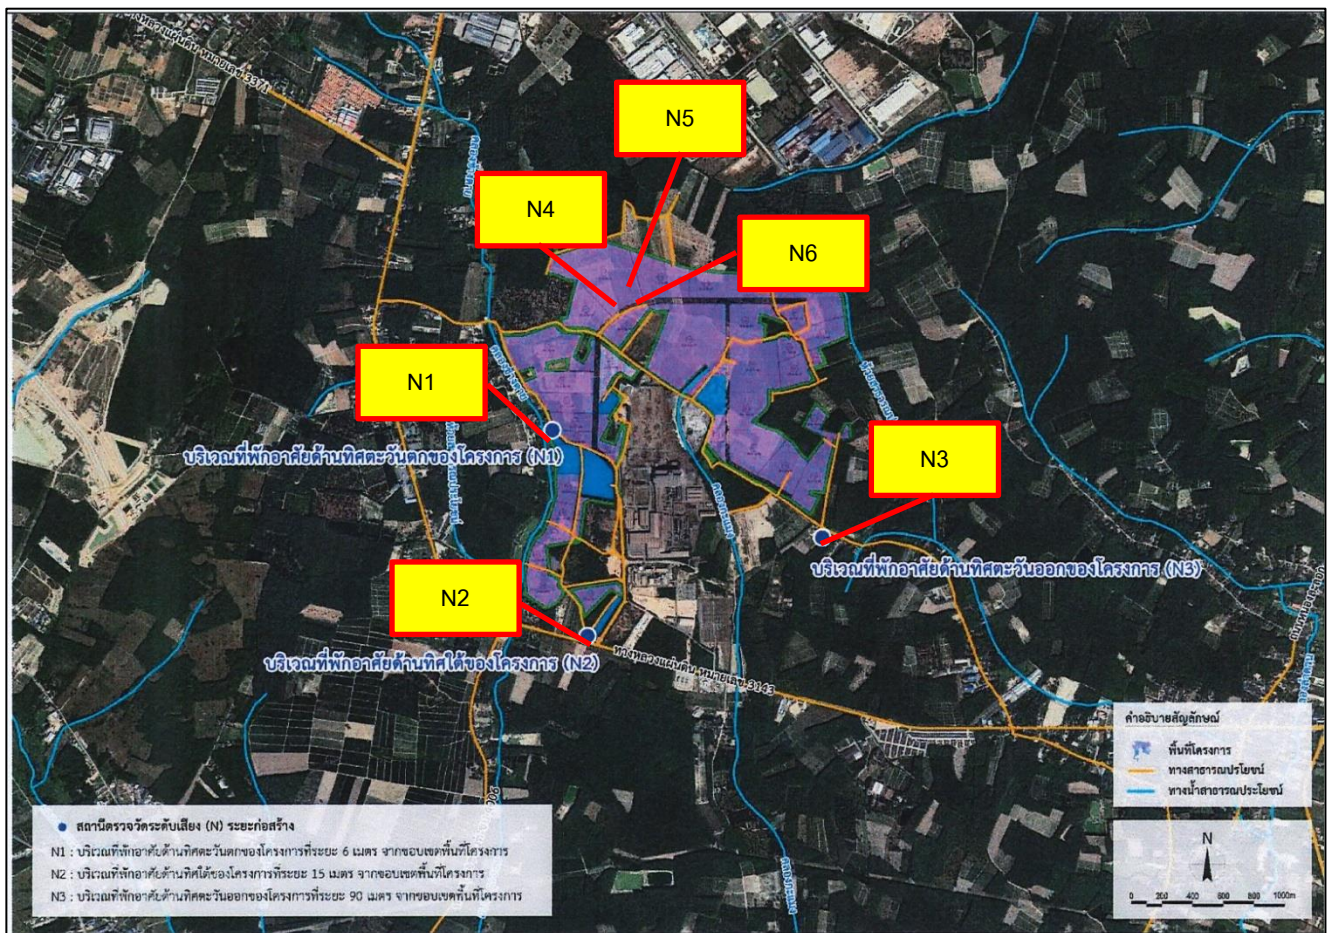 ทางหลวงแผ่นดิน หมายเลข 3371
N5
N4
N6
N1
บริเวณที่พักอาศัยด้านทิศตะวันตกของโครงการ (N1)
N3
บริเวณที่พักอาศัยด้านทิศตะวันออกของโครงการ (N3)
N2
บริเวณที่พักอาศัยด้านทิศใต้ของโครงการ (N2)
ทางหลวงแผ่นดิน หมายเลข 3143
คำอธิบายสัญลักษณ์
พื้นที่โครงการ
ทางสาธารณประโยชน์
ทางน้ำสาธารณประโยชน์
สถานีตรวจวัดระดับเสียง (N) ระยะก่อสร้าง
N1 : บริเวณที่พักอาศัยด้านทิศตะวันตกของโครงการที่ระยะ 6 เมตร จากขอบเขตพื้นที่โครงการ
N2 : บริเวณที่พักอาศัยด้านทิศใต้ของโครงการที่ระยะ 15 เมตร จากขอบเขตพื้นที่โครงการ
N3 : บริเวณที่พักอาศัยด้านทิศตะวันออกของโครงการที่ระยะ 90 เมตร จากขอบเขตพื้นที่โครงการ
N
0 200 400 600 800 1000m